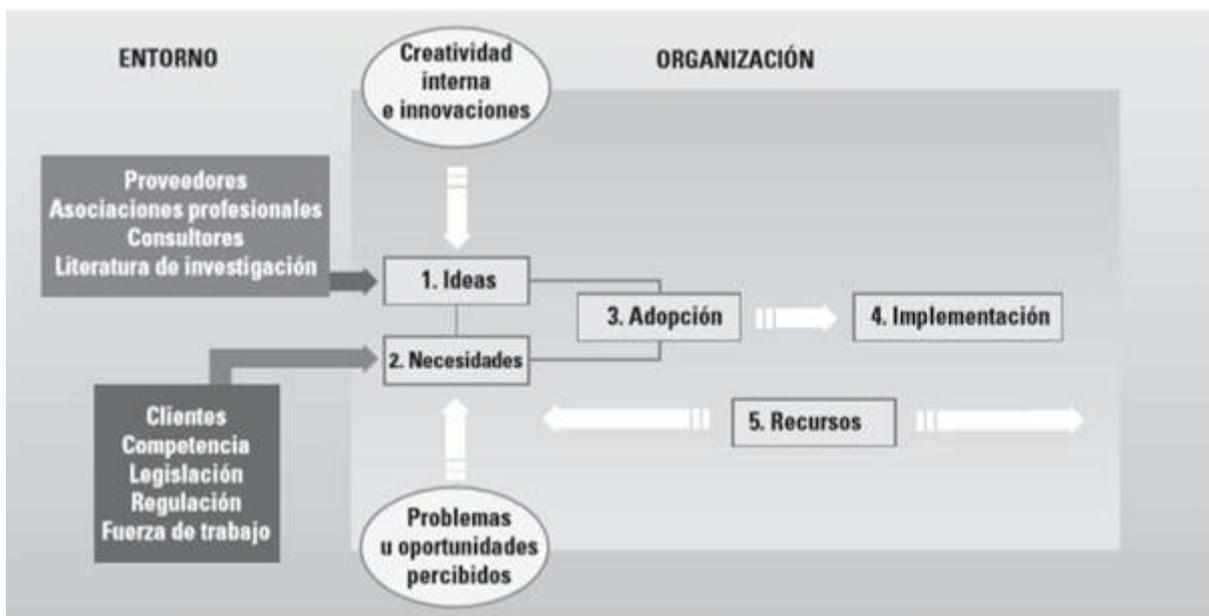 ENTORNO
Creatividad
interna
e innovaciones
ORGANIZACIÓN
Proveedores
Asociaciones profesionales
Consultores
Literatura de investigación
1. Ideas
3. Adopción
4. Implementación
2. Necesidades
Clientes
Competencia
Legislación
Regulación
Fuerza de trabajo
5. Recursos
Problemas
u oportunidades
percibidos